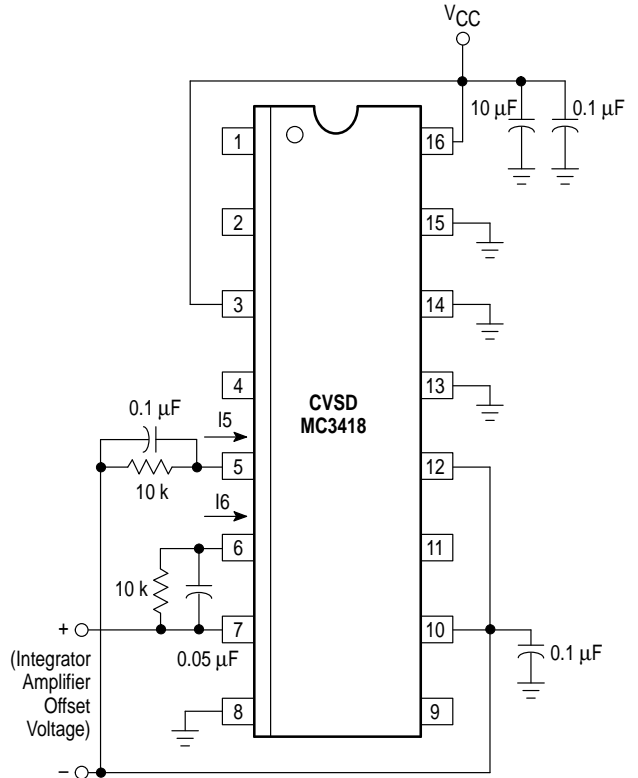 VCC
10 µF
0.1 µF
1
16
2
15
3
14
4
13
CVSD
MC3418
0.1 µF
I5
10 k
5
12
I6
6
11
10 k
+
7
10
0.05 µF
0.1 µF
(Integrator
Amplifier
Offset
Voltage)
8
9
–